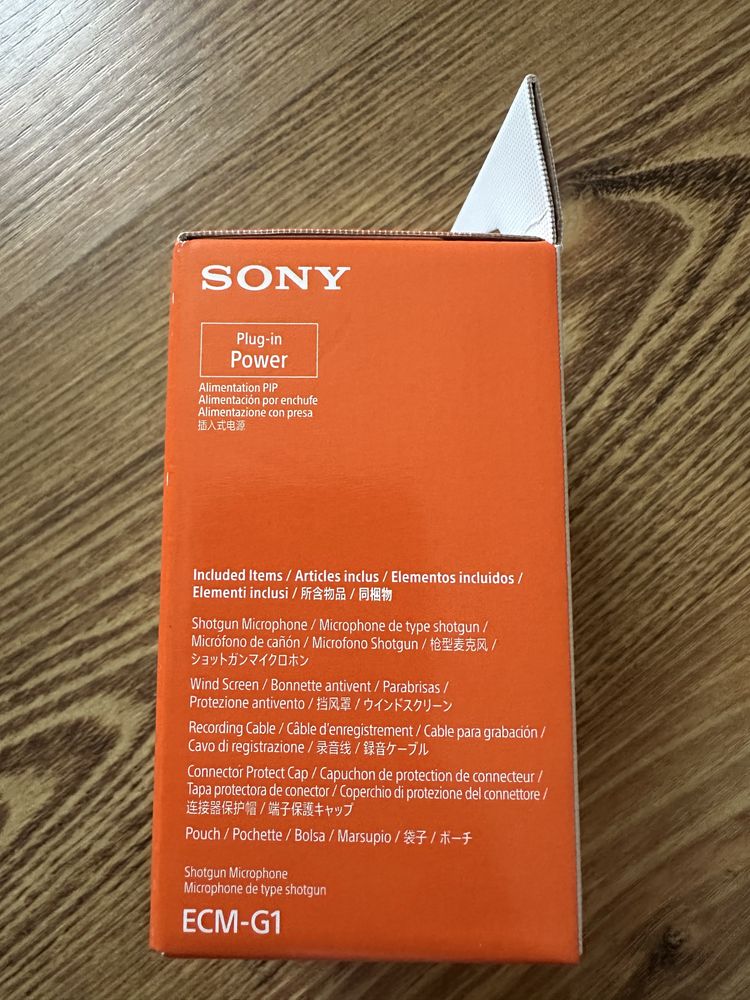 SONY
Plug-in
Power
Alimentation PIP
Alimentación por enchufe
Alimentazione con presa
插入式电源
Included Items / Articles inclus / Elementos incluidos /
Elementi inclusi / 所含物品 / 同梱物
Shotgun Microphone / Microphone de type shotgun /
Micrófono de cañón / Microfono Shotgun / 枪型麦克风 /
ショットガンマイクロホン
Wind Screen / Bonnette antivent / Parabrisas /
Protezione antivento / 挡风罩 / ウインドスクリーン
Recording Cable / Câble d'enregistrement / Cable para grabación /
Cavo di registrazione / 录音线 / 録音ケーブル
Connector Protect Cap / Capuchon de protection de connecteur /
Tapa protectora de conector / Coperchio di protezione del connettore /
连接器保护帽 / 端子保護キャップ
Pouch / Pochette / Bolsa / Marsupio / 袋子 / ポーチ
Shotgun Microphone
Microphone de type shotgun
ECM-G1